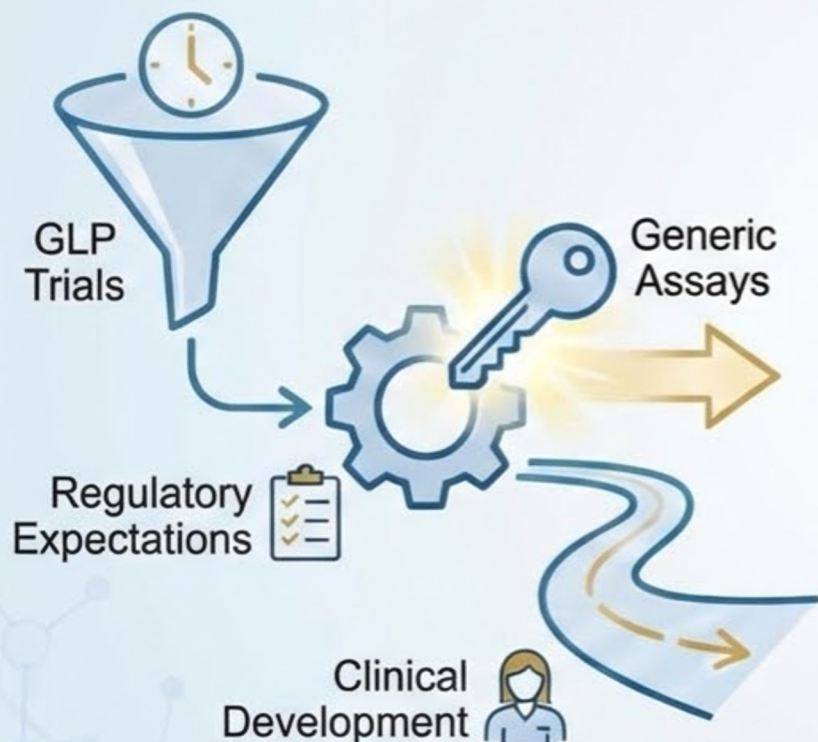 GLP
Trials
Generic
Assays
Regulatory
Expectations
Clinical
Development